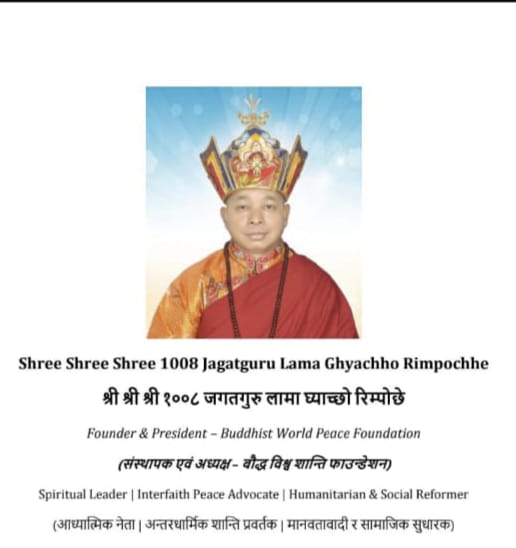 Shree Shree Shree 1008 Jagatguru Lama Ghyachho Rimpochhe
श्री श्री श्री १००८ जगतगुरु लामा घ्याच्छो रिम्पोछे
Founder & President – Buddhist World Peace Foundation
(संस्थापक एवं अध्यक्ष – बौद्ध विश्व शान्ति फाउन्डेशन)
Spiritual Leader | Interfaith Peace Advocate | Humanitarian & Social Reformer
(आध्यात्मिक नेता | अन्तरधार्मिक शान्ति प्रवर्तक | मानवतावादी र सामाजिक सुधारक)